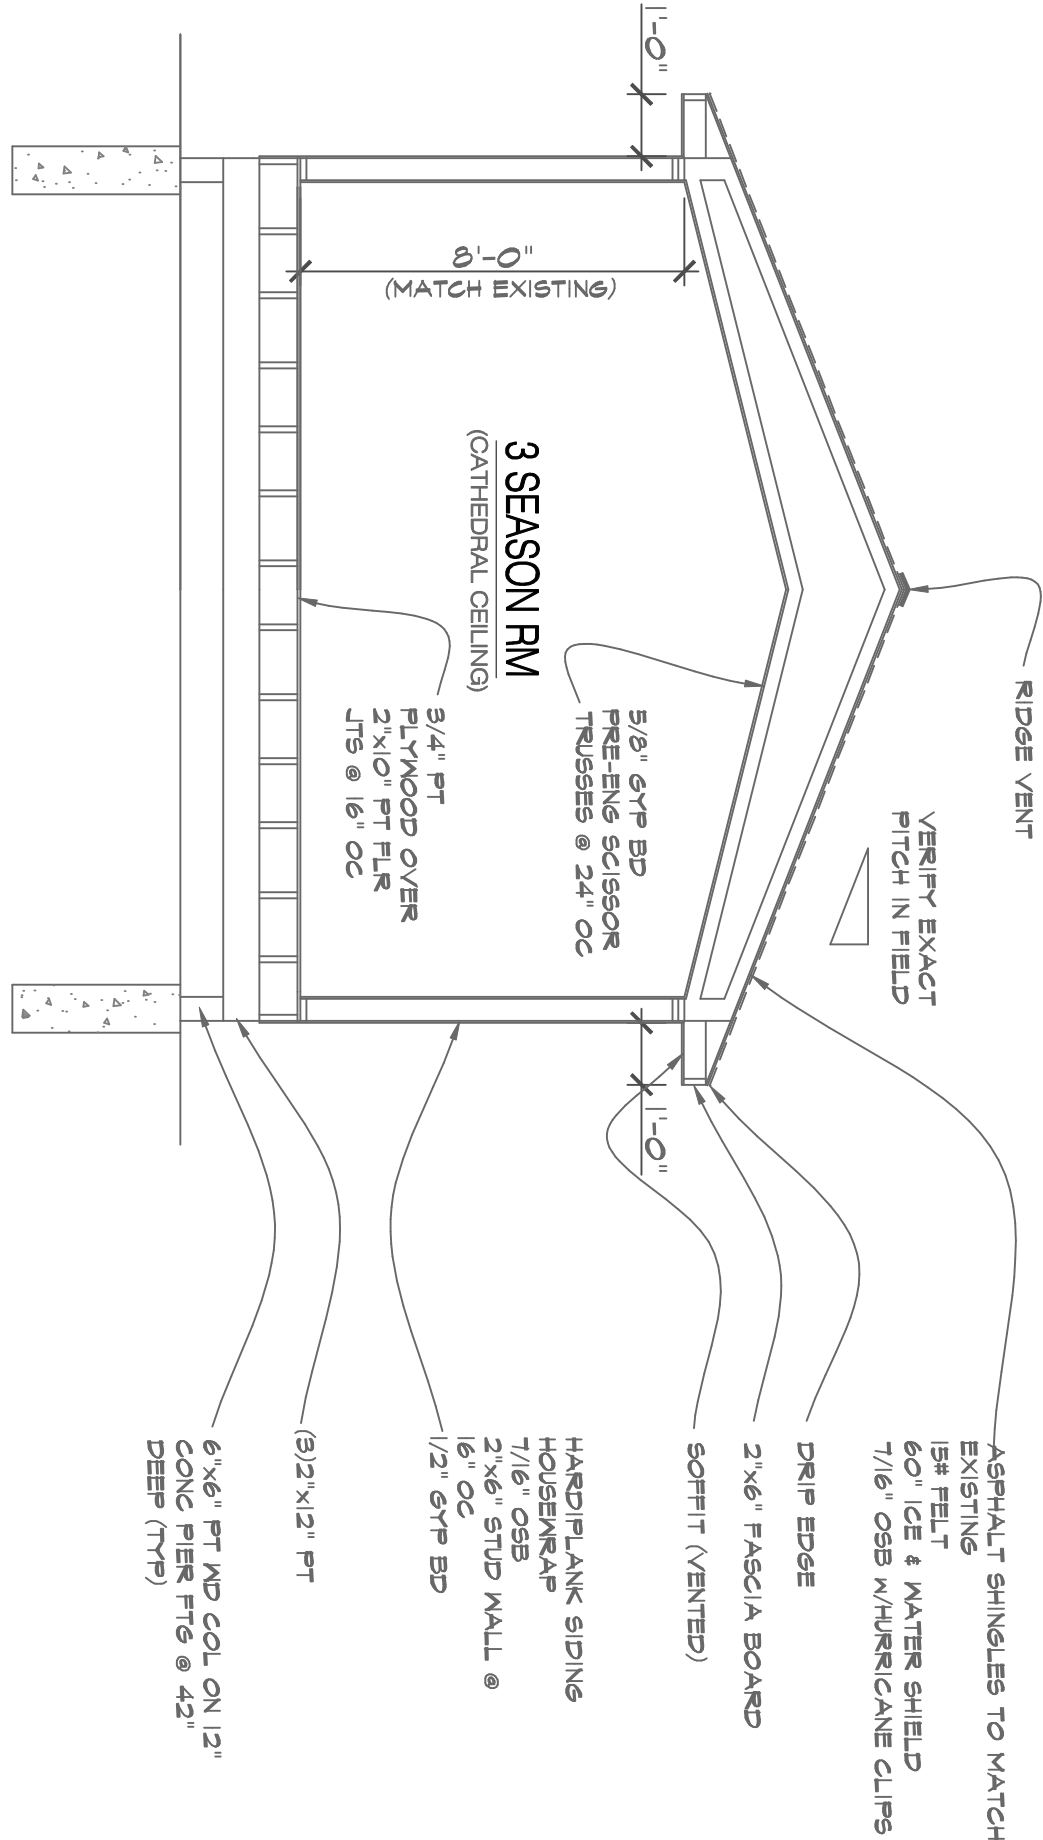 RIDGE VENT
VERIFY EXACT
PITCH IN FIELD
ASPHALT SHINGLES TO MATCH
EXISTING
15# FELT
60" ICE & WATER SHIELD
7/16" OSB W/HURRICANE CLIPS
DRIP EDGE
2"x6" FASCIA BOARD
SOFFIT (VENTED)
1'-0"
1'-0"
5/8" GYP BD
PRE-ENG SCISSOR
TRUSSES @ 24" OC
3 SEASON RM
(CATHEDRAL CEILING)
8'-0"
(MATCH EXISTING)
HARDIPLANK SIDING
HOUSEWRAP
7/16" OSB
2"x6" STUD WALL @
16" OC
1/2" GYP BD
3/4" PT
PLYWOOD OVER
2"x10" PT FLR
JTS @ 16" OC
(3)2"x12" PT
6"x6" PT WD COL ON 12"
CONC PIER FTG @ 42"
DEEP (TYP)